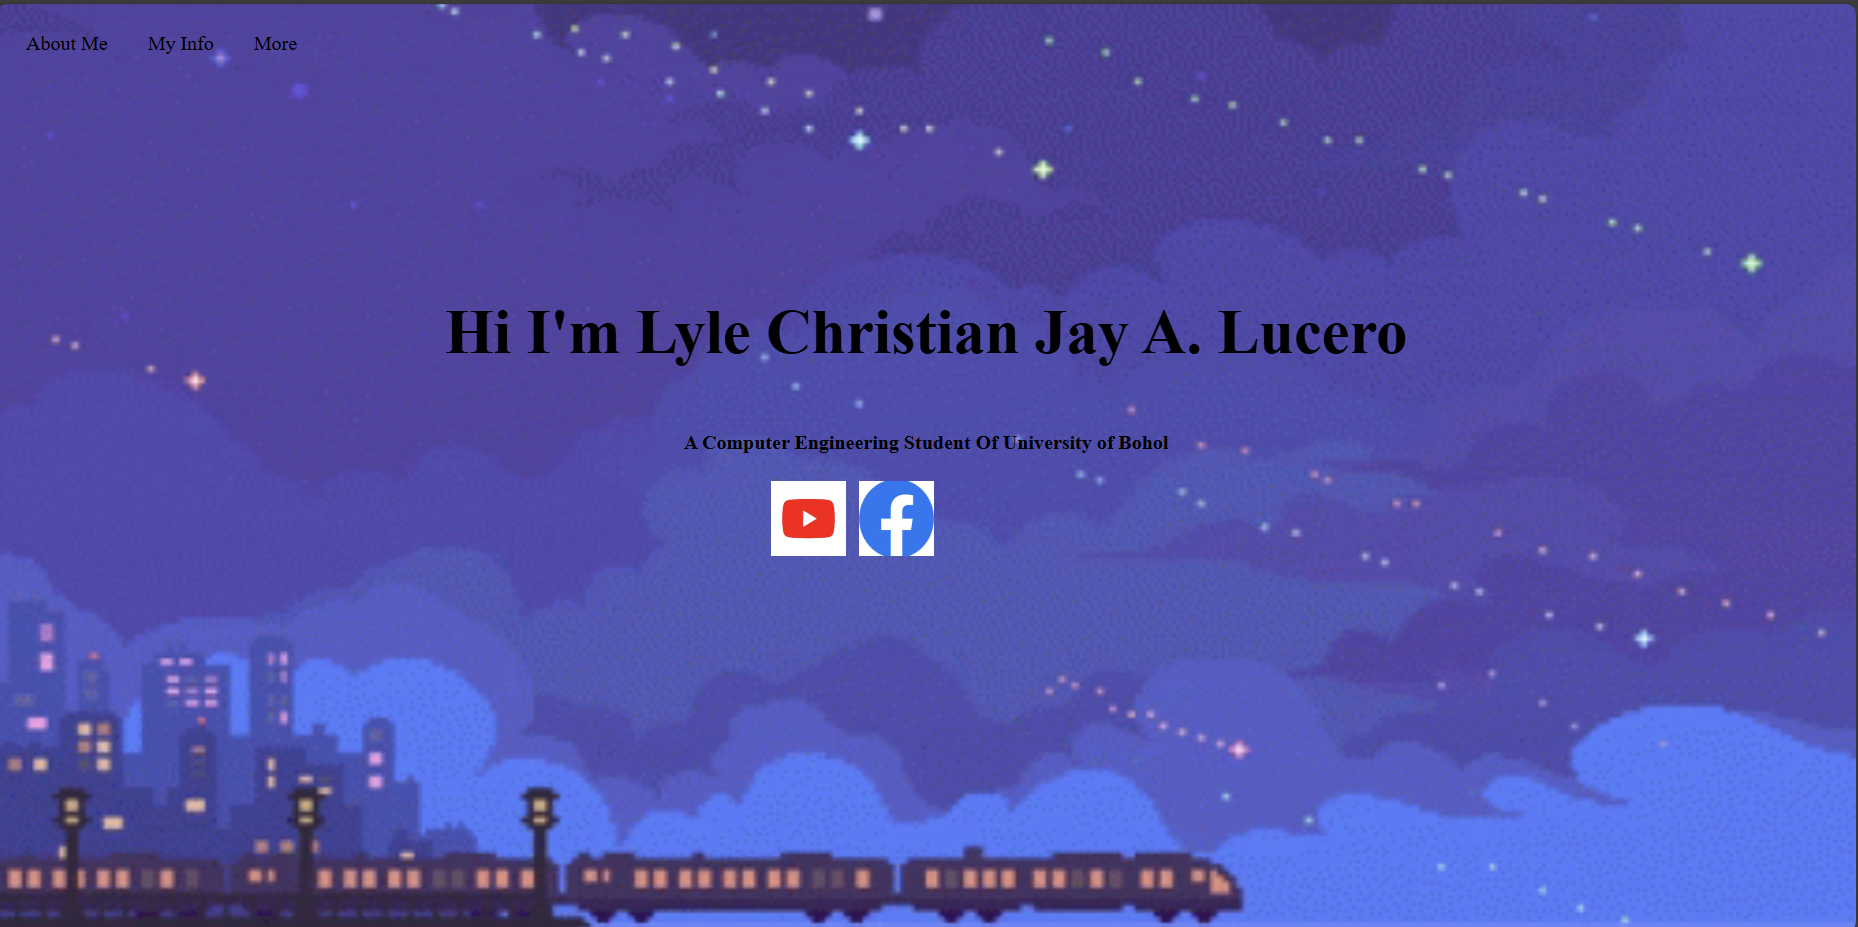 About Me My Info More
Hi I'm Lyle Christian Jay A. Lucero
A Computer Engineering Student Of University of Bohol